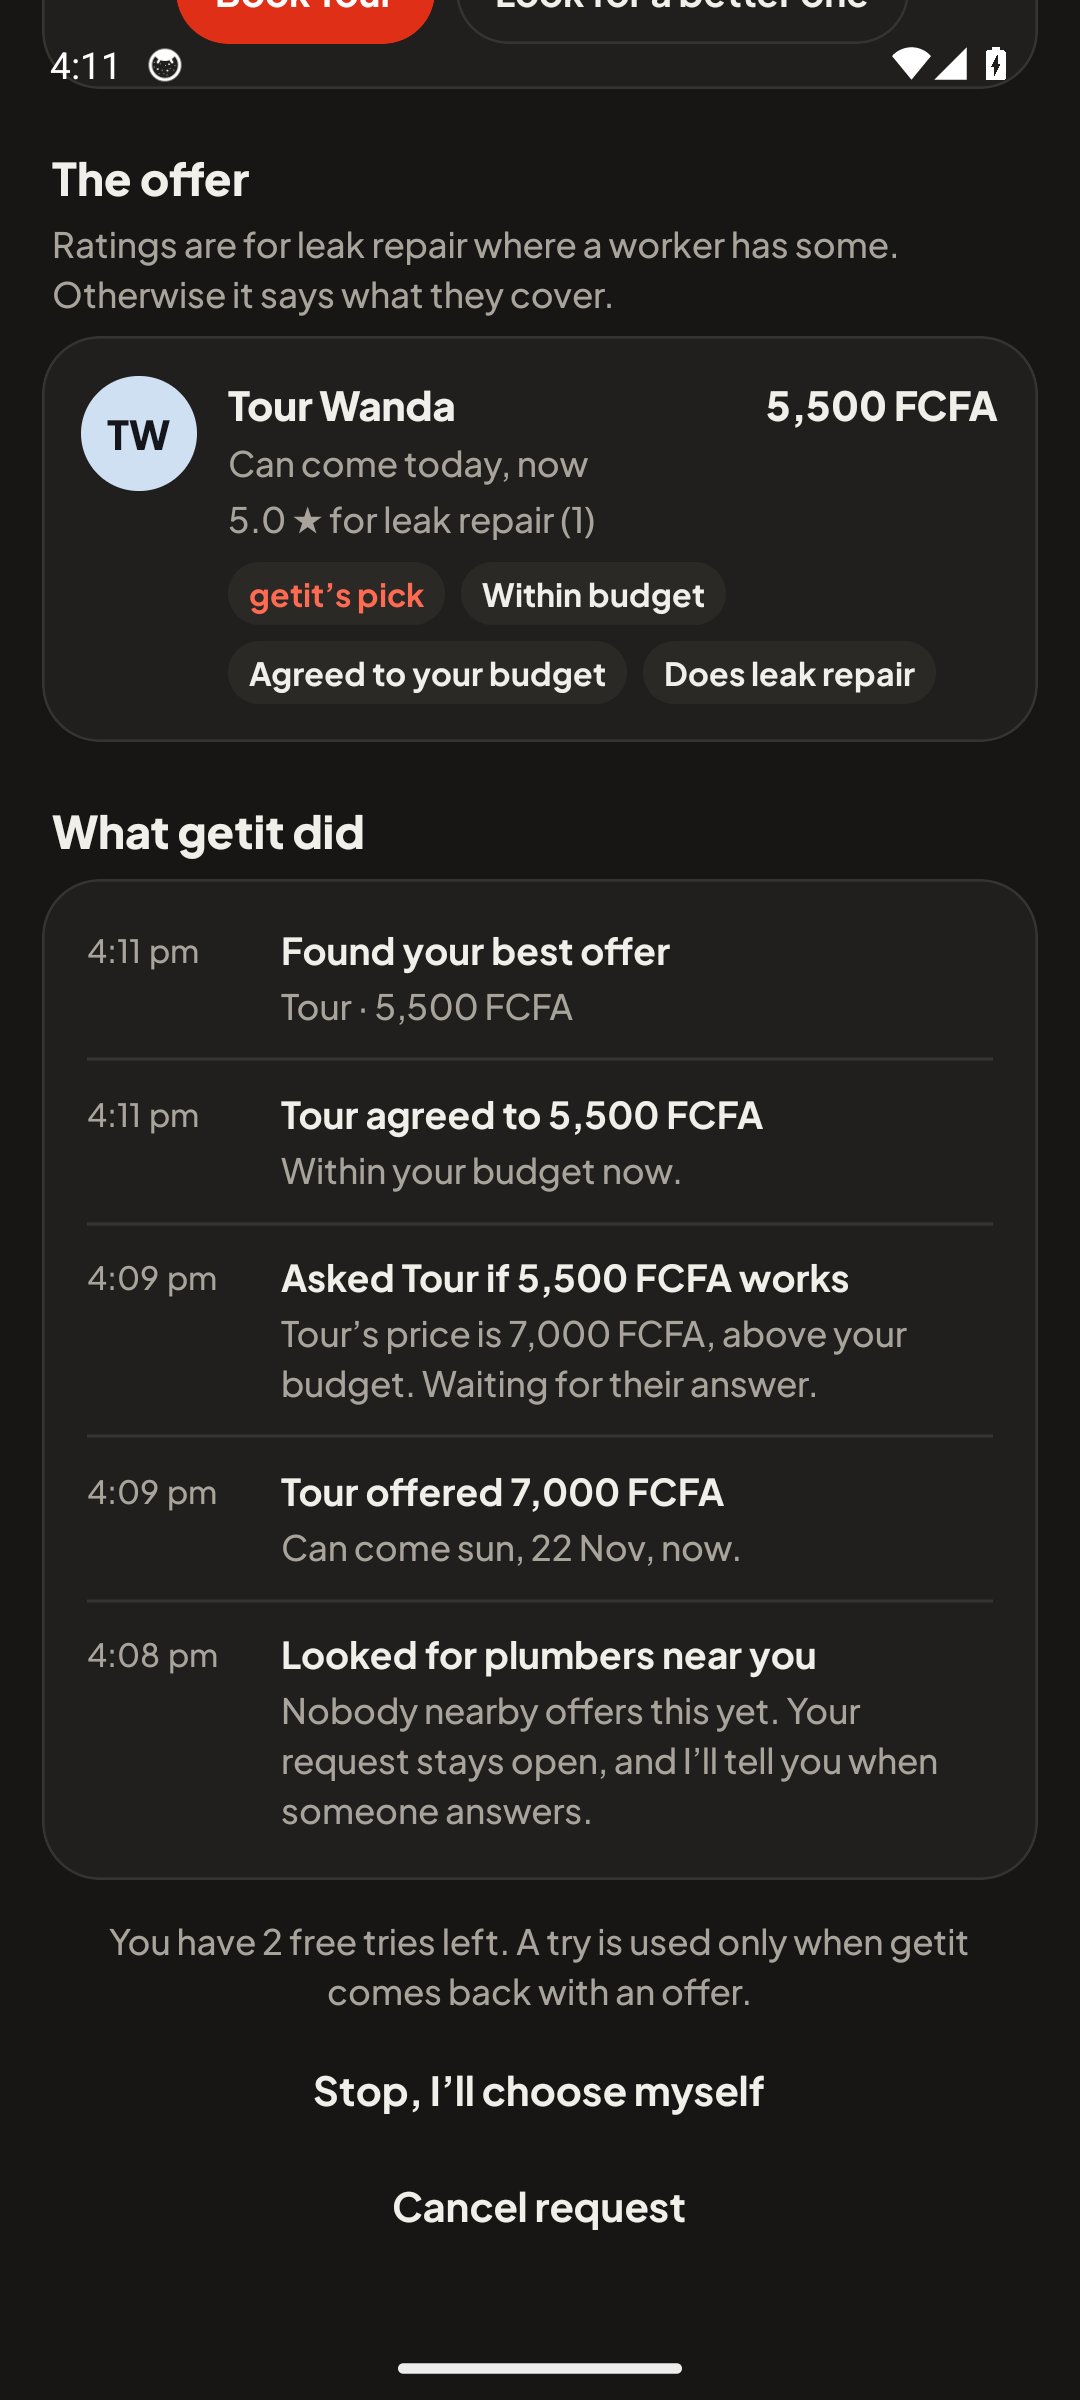 Book Tour
Look for a better one
4:11
The offer
Ratings are for leak repair where a worker has some.
Otherwise it says what they cover.
TW
Tour Wanda
5,500 FCFA
Can come today, now
5.0 ★ for leak repair (1)
getit’s pick
Within budget
Agreed to your budget
Does leak repair
What getit did
4:11 pm
Found your best offer
Tour · 5,500 FCFA
4:11 pm
Tour agreed to 5,500 FCFA
Within your budget now.
4:09 pm
Asked Tour if 5,500 FCFA works
Tour’s price is 7,000 FCFA, above your
budget. Waiting for their answer.
4:09 pm
Tour offered 7,000 FCFA
Can come sun, 22 Nov, now.
4:08 pm
Looked for plumbers near you
Nobody nearby offers this yet. Your
request stays open, and I’ll tell you when
someone answers.
You have 2 free tries left. A try is used only when getit
comes back with an offer.
Stop, I’ll choose myself
Cancel request